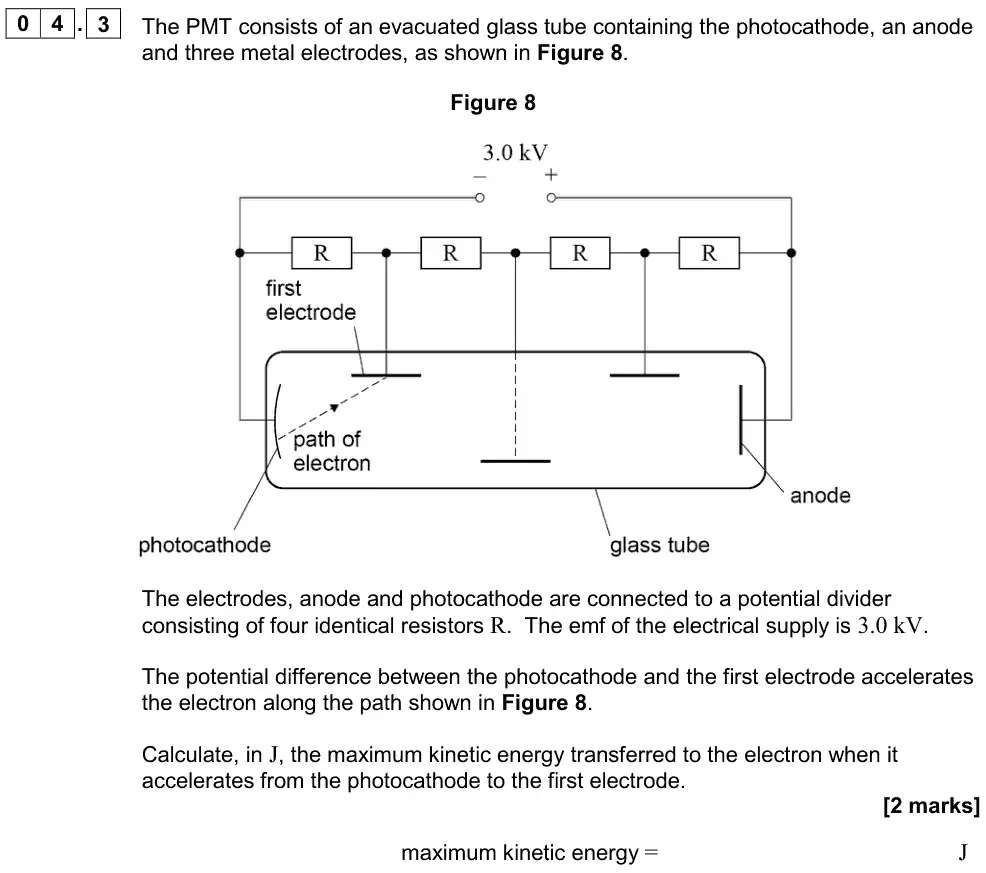 04.3 The PMT consists of an evacuated glass tube containing the photocathode, an anode
and three metal electrodes, as shown in Figure 8.
Figure 8
3.0 kV
− +
R R R R
first
electrode
path of
electron
anode
photocathode
glass tube
The electrodes, anode and photocathode are connected to a potential divider
consisting of four identical resistors R. The emf of the electrical supply is 3.0 kV.
The potential difference between the photocathode and the first electrode accelerates
the electron along the path shown in Figure 8.
Calculate, in J, the maximum kinetic energy transferred to the electron when it
accelerates from the photocathode to the first electrode.
[2 marks]
maximum kinetic energy = J